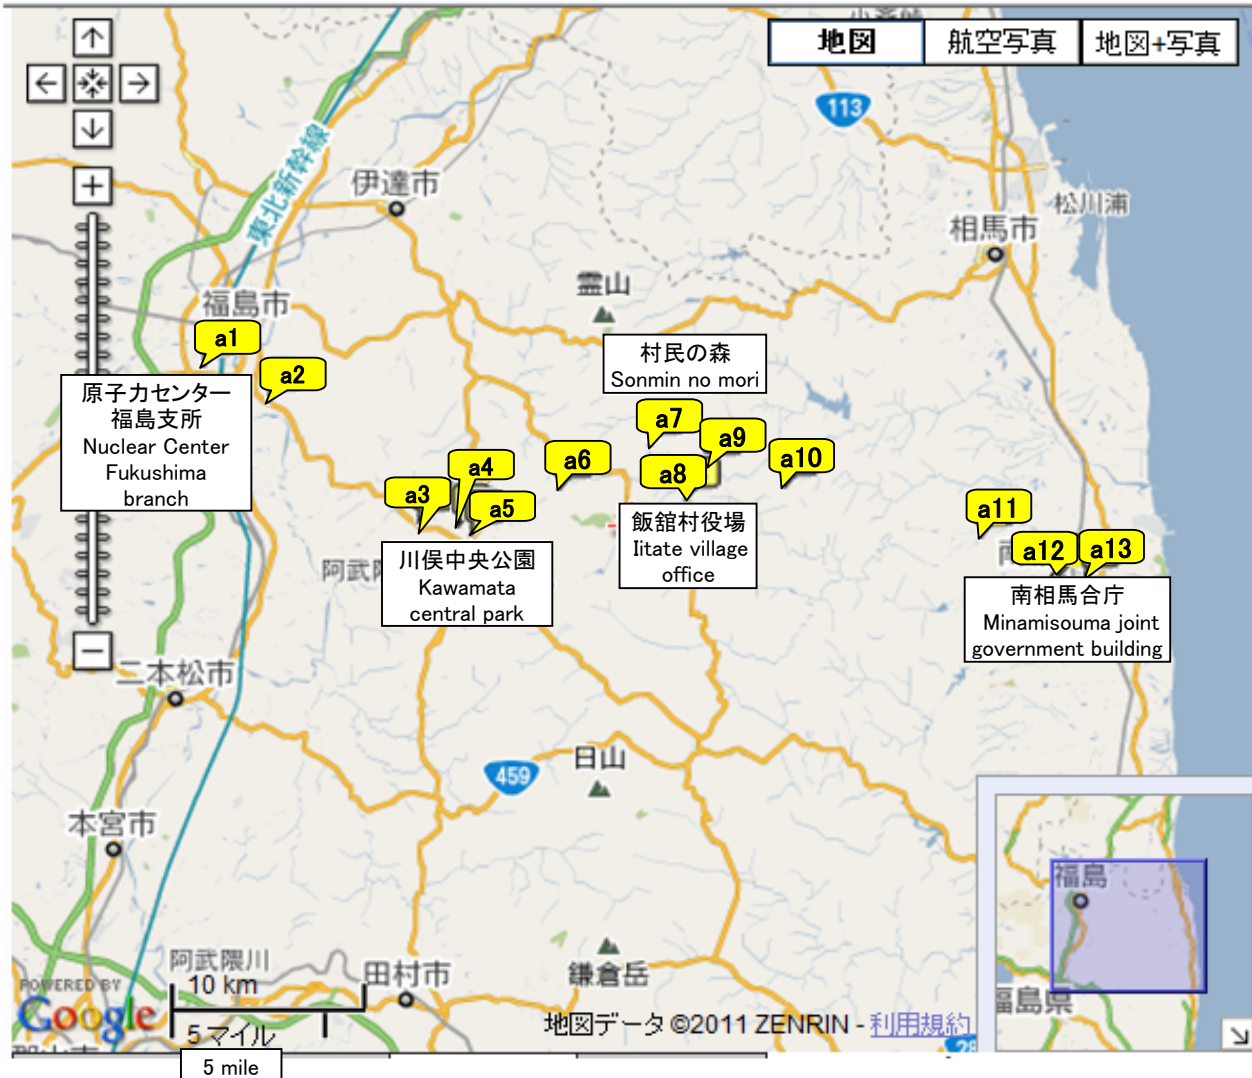 地図
航空写真
地図+写真
113
東北新幹線
伊達市
松川浦
相馬市
霊山
福島市
a1
a2
村民の森
Sonmin no mori
原子力センター
福島支所
Nuclear Center
Fukushima
branch
a7
a9
a4
a6
a8
a10
a3
a5
a11
飯舘村役場
Iitate village
office
a12
a13
川俣中央公園
Kawamata
central park
南相馬合庁
Minamisouma joint
government building
二本松市
日山
459
本宮市
福島
阿武隈川
田村市
鎌倉岳
福島県
10 km
POWERED BY
Google
5 マイル
地図データ ©2011 ZENRIN - 利用規約
5 mile